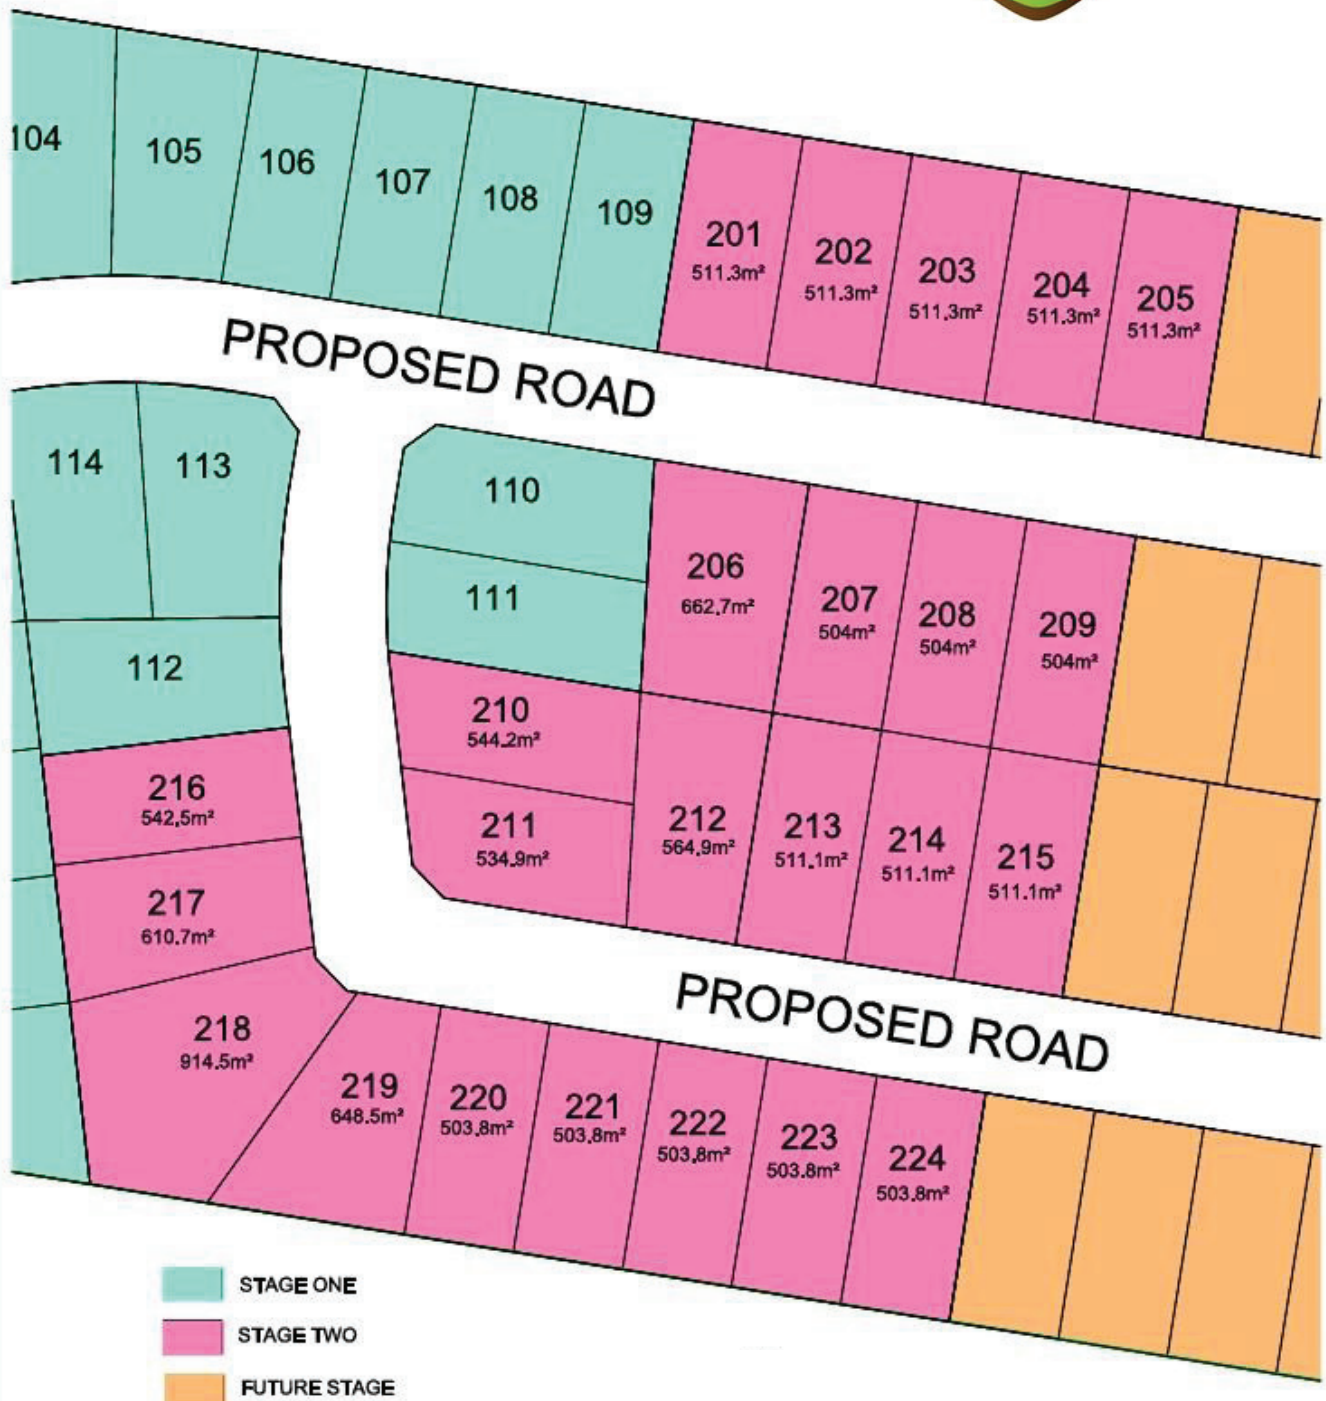 104
105
106
107
108
109
201
511.3m²
202
511.3m²
203
511.3m²
204
511.3m²
205
511.3m²
PROPOSED ROAD
114
113
110
111
112
206
662.7m²
207
504m²
208
504m²
209
504m²
210
544.2m²
211
534.9m²
212
564.9m²
213
511.1m²
214
511.1m²
215
511.1m²
216
542.5m²
217
610.7m²
218
914.5m²
PROPOSED ROAD
219
648.5m²
220
503.8m²
221
503.8m²
222
503.8m²
223
503.8m²
224
503.8m²
STAGE ONE
STAGE TWO
FUTURE STAGE